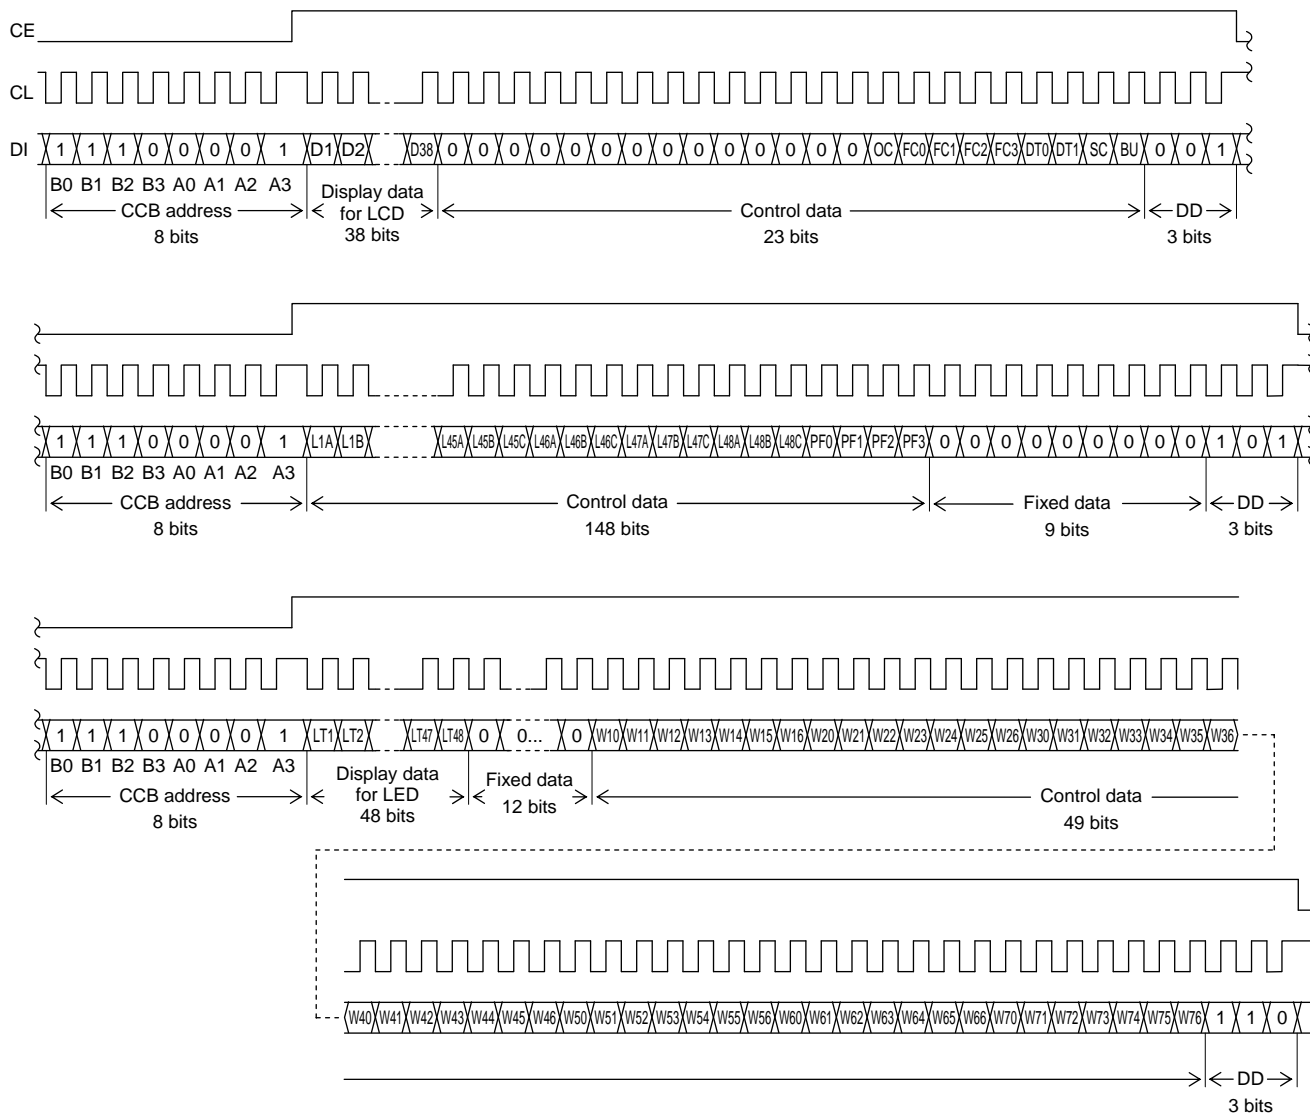 CE
CL
DI 1 1 1 0 0 0 0 1 D1 D2 D38 0 0 0 0 0 0 0 0 0 0 0 0 0 0 OC FC0 FC1 FC2 FC3 DT0 DT1 SC BU 0 0 1
B0 B1 B2 B3 A0 A1 A2 A3
CCB address
8 bits
Display data
for LCD
38 bits
Control data
23 bits
DD
3 bits
1 1 1 0 0 0 0 1 L1A L1B L45A L45B L45C L46A L46B L46C L47A L47B L47C L48A L48B L48C PF0 PF1 PF2 PF3 0 0 0 0 0 0 0 0 0 1 0 1
B0 B1 B2 B3 A0 A1 A2 A3
CCB address
8 bits
Control data
148 bits
Fixed data
9 bits
DD
3 bits
1 1 1 0 0 0 0 1 LT1 LT2 LT47 LT48 0 0... 0 W10 W11 W12 W13 W14 W15 W16 W20 W21 W22 W23 W24 W25 W26 W30 W31 W32 W33 W34 W35 W36
B0 B1 B2 B3 A0 A1 A2 A3
CCB address
8 bits
Display data
for LED
48 bits
Fixed data
12 bits
Control data
49 bits
W40 W41 W42 W43 W44 W45 W46 W50 W51 W52 W53 W54 W55 W56 W60 W61 W62 W63 W64 W65 W66 W70 W71 W72 W73 W74 W75 W76 1 1 0
DD
3 bits